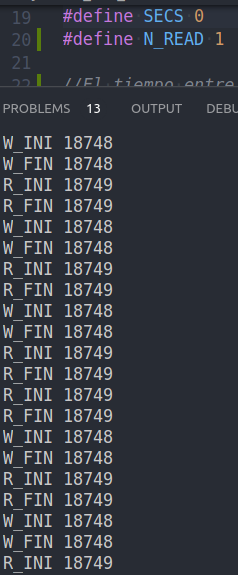 19 #define SECS 0
20 #define N_READ 1
21
22 //El tiempo entre
PROBLEMS 13 OUTPUT DEBU
W_INI 18748
W_FIN 18748
R_INI 18749
R_FIN 18749
W_INI 18748
W_FIN 18748
R_INI 18749
R_FIN 18749
W_INI 18748
W_FIN 18748
R_INI 18749
R_FIN 18749
R_INI 18749
R_FIN 18749
W_INI 18748
W_FIN 18748
R_INI 18749
R_FIN 18749
W_INI 18748
W_FIN 18748
R_INI 18749